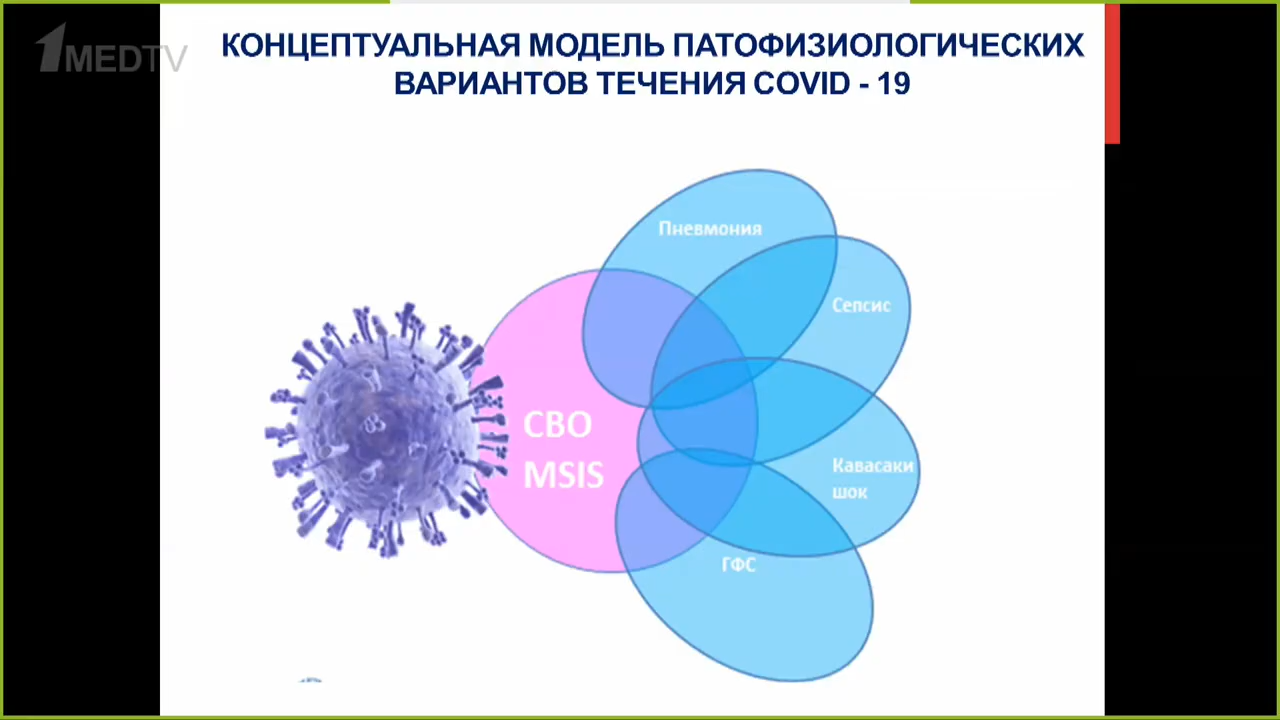 1MEDTV
КОНЦЕПТУАЛЬНАЯ МОДЕЛЬ ПАТОФИЗИОЛОГИЧЕСКИХ
ВАРИАНТОВ ТЕЧЕНИЯ COVID - 19
Пневмония
Сепсис
СВО
MSIS
Кавасаки
шок
ГФС